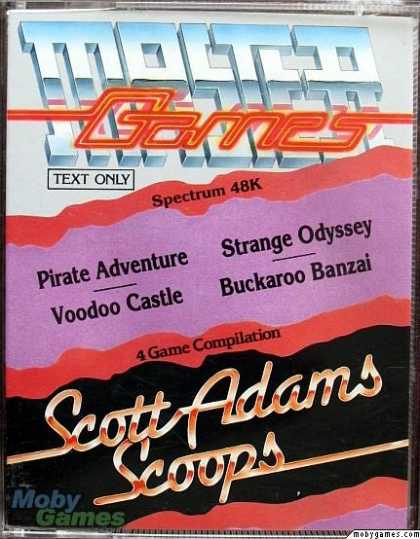 MASTER
Games
TEXT ONLY
Spectrum 48K
Pirate Adventure
Strange Odyssey
Voodoo Castle
Buckaroo Banzai
4 Game Compilation
Scott Adams
Scoops
Moby
Games
mobygames.com